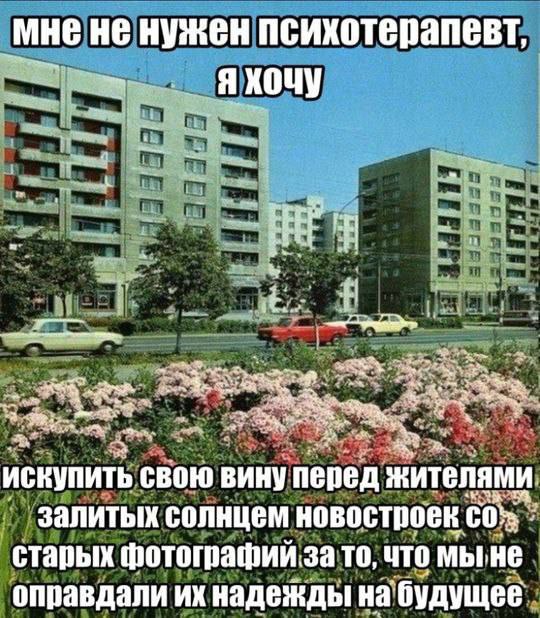 мне не нужен психотерапевт,
я хочу
искупить свою вину перед жителями
залитых солнцем новостроек со
старых фотографий за то, что мы не
оправдали их надежды на будущее